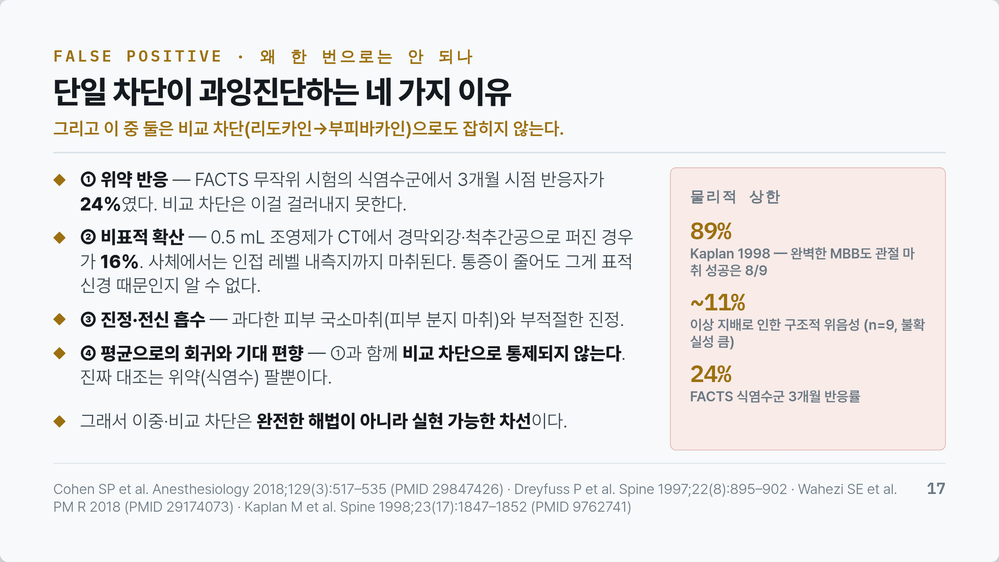 FALSE POSITIVE · 왜 한 번으로는 안 되나
단일 차단이 과잉진단하는 네 가지 이유
그리고 이 중 둘은 비교 차단(리도카인→부피바카인)으로도 잡히지 않는다.
◆ ① 위약 반응 — FACTS 무작위 시험의 식염수군에서 3개월 시점 반응자가
24%였다. 비교 차단은 이걸 걸러내지 못한다.
◆ ② 비표적 확산 — 0.5 mL 조영제가 CT에서 경막외강·척추간공으로 퍼진 경우
가 16%. 사체에서는 인접 레벨 내측지까지 마취된다. 통증이 줄어도 그게 표적
신경 때문인지 알 수 없다.
◆ ③ 진정·전신 흡수 — 과다한 피부 국소마취(피부 분지 마취)와 부적절한 진정.
◆ ④ 평균으로의 회귀와 기대 편향 — ①과 함께 비교 차단으로 통제되지 않는다.
진짜 대조는 위약(식염수) 팔뿐이다.
◆ 그래서 이중·비교 차단은 완전한 해법이 아니라 실현 가능한 차선이다.
물리적 상한
89%
Kaplan 1998 — 완벽한 MBB도 관절 마
취 성공은 8/9
~11%
이상 지배로 인한 구조적 위음성 (n=9, 불확
실성 큼)
24%
FACTS 식염수군 3개월 반응률
Cohen SP et al. Anesthesiology 2018;129(3):517–535 (PMID 29847426) · Dreyfuss P et al. Spine 1997;22(8):895–902 · Wahezi SE et al.
PM R 2018 (PMID 29174073) · Kaplan M et al. Spine 1998;23(17):1847–1852 (PMID 9762741)
17